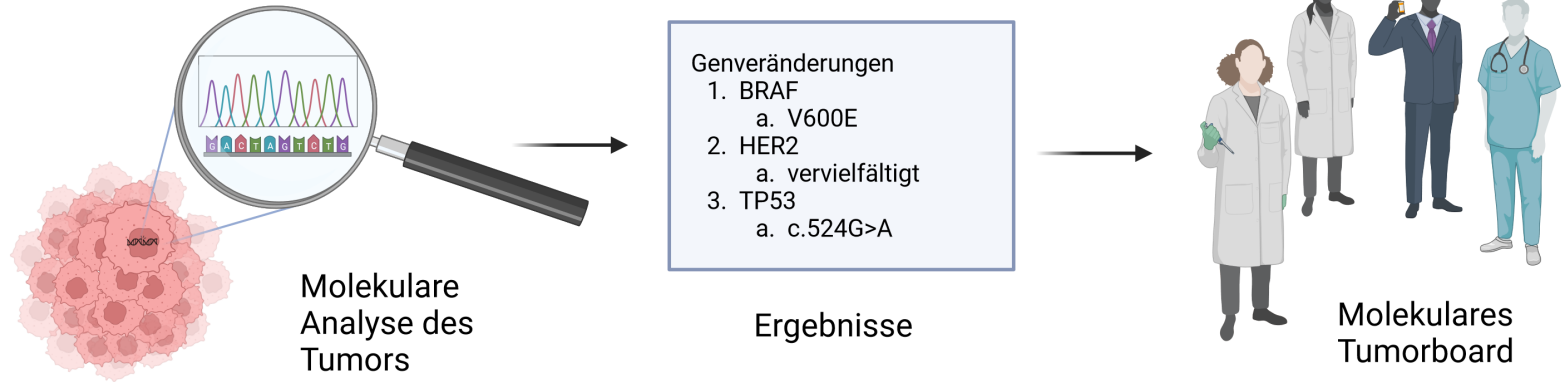 GACTAGTCTG
Molekulare
Analyse des
Tumors
Genveränderungen
1. BRAF
a. V600E
2. HER2
a. vervielfältigt
3. TP53
a. c.524G>A
Ergebnisse
Molekulares
Tumorboard